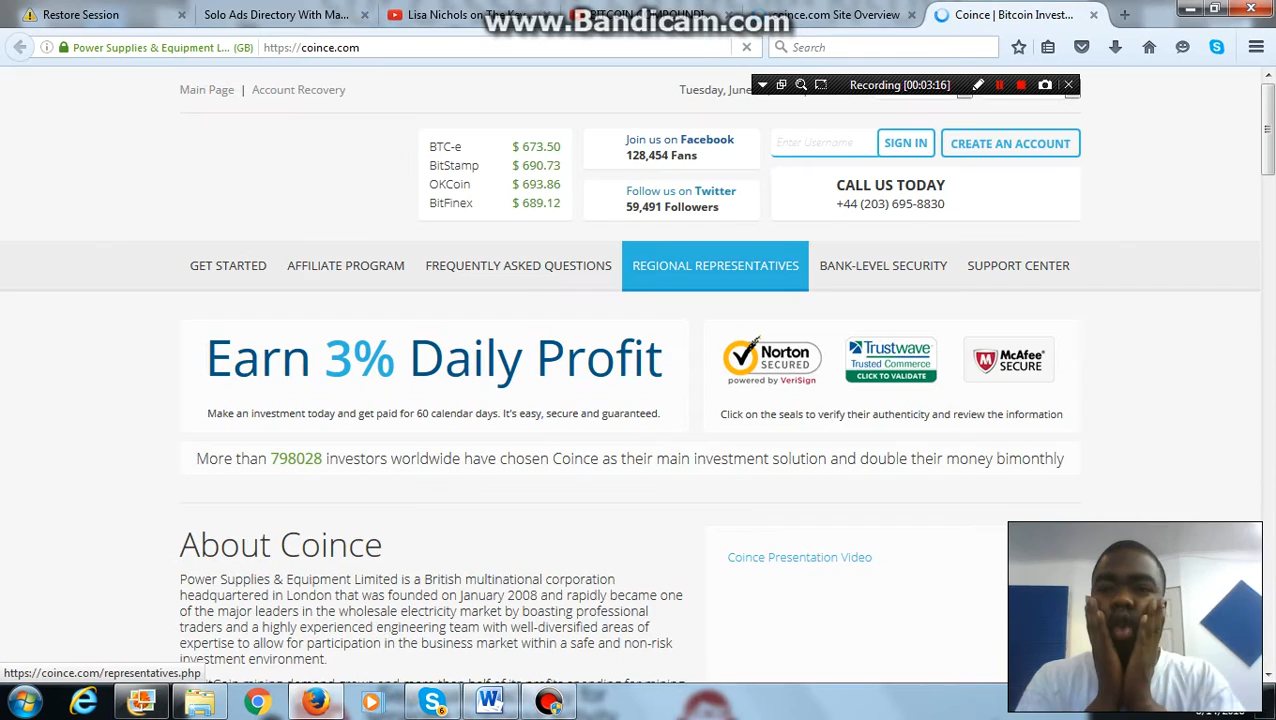 www.Bandicam.com
Restore Session
Solo Ads Directory With Ma...
Lisa Nichols on The Key
BITCOIN COMPOUNDI
coince.com Site Overview
Coince | Bitcoin Invest...
Power Supplies & Equipment L... (GB)
https://coince.com
Search
Main Page | Account Recovery
Tuesday, June
Recording [00:03:16]
BTC-e $ 673.50
BitStamp $ 690.73
OKCoin $ 693.86
BitFinex $ 689.12
Join us on Facebook
128,454 Fans
Follow us on Twitter
59,491 Followers
Enter Username
SIGN IN
CREATE AN ACCOUNT
CALL US TODAY
+44 (203) 695-8830
GET STARTED
AFFILIATE PROGRAM
FREQUENTLY ASKED QUESTIONS
REGIONAL REPRESENTATIVES
BANK-LEVEL SECURITY
SUPPORT CENTER
Earn 3% Daily Profit
Make an investment today and get paid for 60 calendar days. It's easy, secure and guaranteed.
Norton
SECURED
powered by VeriSign
Trustwave
Trusted Commerce
CLICK TO VALIDATE
McAfee
SECURE
Click on the seals to verify their authenticity and review the information
More than 798028 investors worldwide have chosen Coince as their main investment solution and double their money bimonthly
About Coince
Power Supplies & Equipment Limited is a British multinational corporation
headquartered in London that was founded on January 2008 and rapidly became one
of the major leaders in the wholesale electricity market by boasting professional
traders and a highly experienced engineering team with well-diversified areas of
expertise to allow for participation in the business market within a safe and non-risk
investment environment.
Coince Presentation Video
https://coince.com/representatives.php